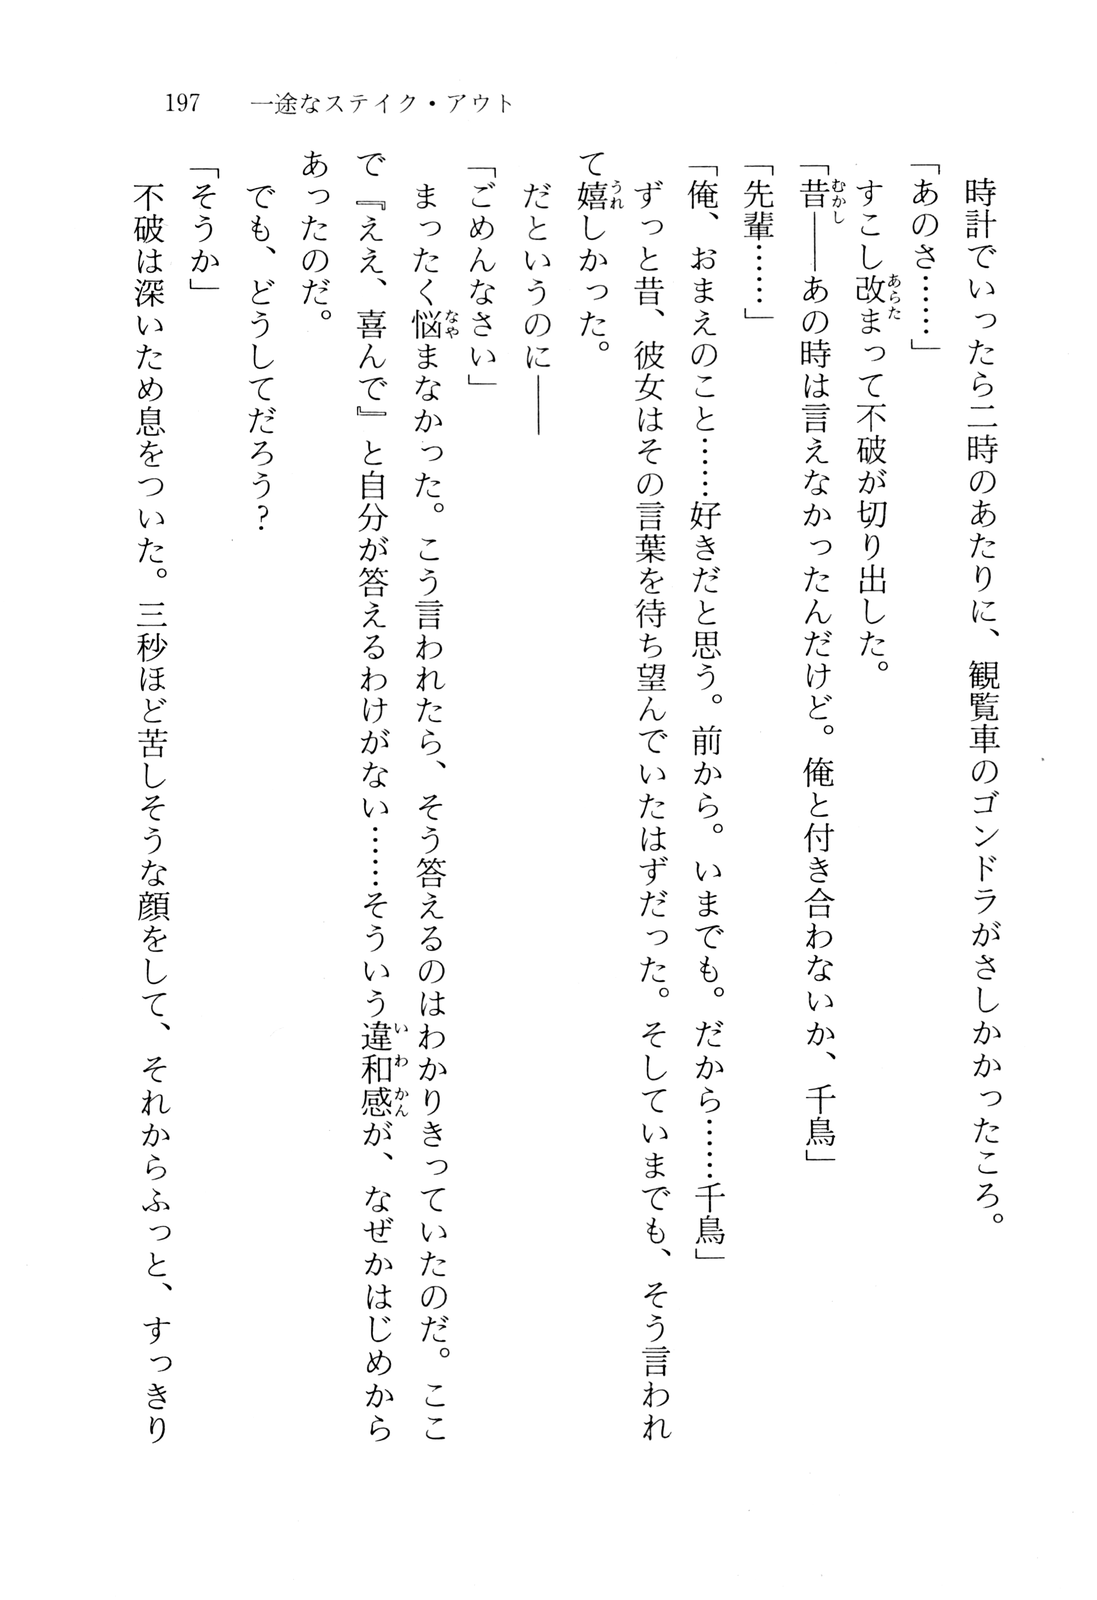 197　一途なステイク・アウト
時計でいったら二時のあたりに、観覧車のゴンドラがさしかかったころ。
「あのさ……」
すこし改まって不破が切り出した。
「昔――あの時は言えなかったんだけど。俺と付き合わないか、千鳥」
「先輩……」
「俺、おまえのこと……好きだと思う。前から。いまでも。だから……千鳥」
ずっと昔、彼女はその言葉を待ち望んでいたはずだった。そしていまでも、そう言われ
て嬉しかった。
だというのに――
「ごめんなさい」
まったく悩まなかった。こう言われたら、そう答えるのはわかりきっていたのだ。ここ
で『ええ、喜んで』と自分が答えるわけがない……そういう違和感が、なぜかはじめから
あったのだ。
でも、どうしてだろう？
「そうか」
不破は深いため息をついた。三秒ほど苦しそうな顔をして、それからふっと、すっきり